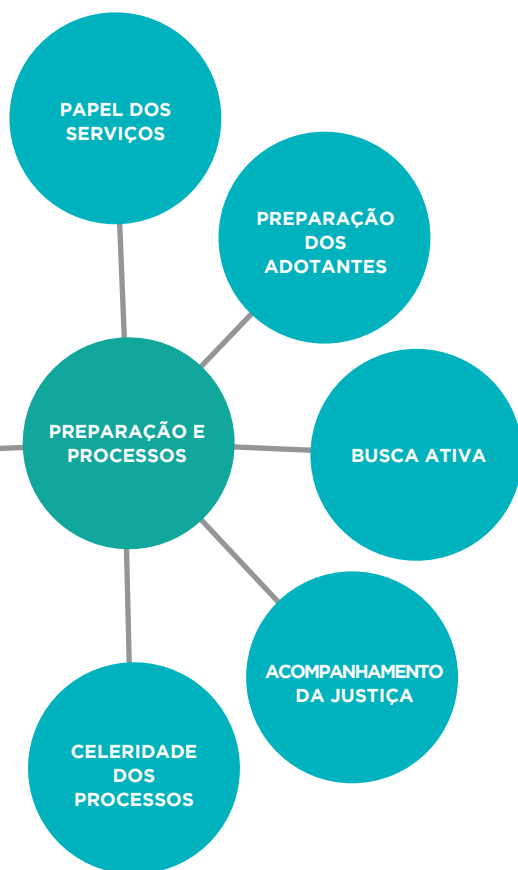 PAPEL DOS
SERVIÇOS
PREPARAÇÃO
DOS
ADOTANTES
PREPARAÇÃO E
PROCESSOS
BUSCA ATIVA
ACOMPANHAMENTO
DA JUSTIÇA
CELERIDADE
DOS
PROCESSOS